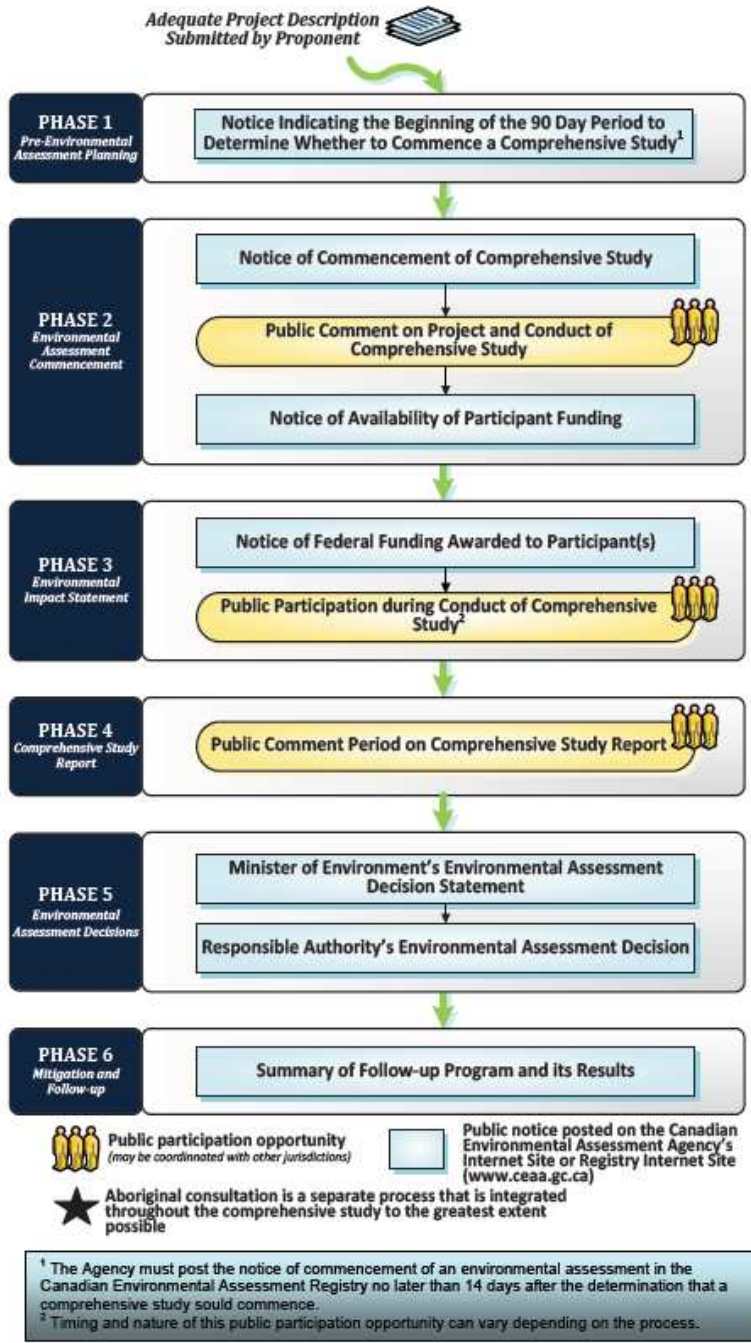 Adequate Project Description
Submitted by Proponent
PHASE 1
Pre-Environmental
Assessment Planning
Notice Indicating the Beginning of the 90 Day Period to
Determine Whether to Commence a Comprehensive Study¹
PHASE 2
Environmental
Assessment
Commencement
Notice of Commencement of Comprehensive Study
Public Comment on Project and Conduct of
Comprehensive Study
Notice of Availability of Participant Funding
PHASE 3
Environmental
Impact Statement
Notice of Federal Funding Awarded to Participant(s)
Public Participation during Conduct of Comprehensive
Study²
PHASE 4
Comprehensive Study
Report
Public Comment Period on Comprehensive Study Report
PHASE 5
Environmental
Assessment Decisions
Minister of Environment's Environmental Assessment
Decision Statement
Responsible Authority's Environmental Assessment Decision
PHASE 6
Mitigation and
Follow-up
Summary of Follow-up Program and its Results
Public participation opportunity
(may be coordinnated with other jurisdictions)
Public notice posted on the Canadian
Environmental Assessment Agency's
Internet Site or Registry Internet Site
(www.ceaa.gc.ca)
Aboriginal consultation is a separate process that is integrated
throughout the comprehensive study to the greatest extent
possible
¹ The Agency must post the notice of commencement of an environmental assessment in the
Canadian Environmental Assessment Registry no later than 14 days after the determination that a
comprehensive study sould commence.
² Timing and nature of this public participation opportunity can vary depending on the process.